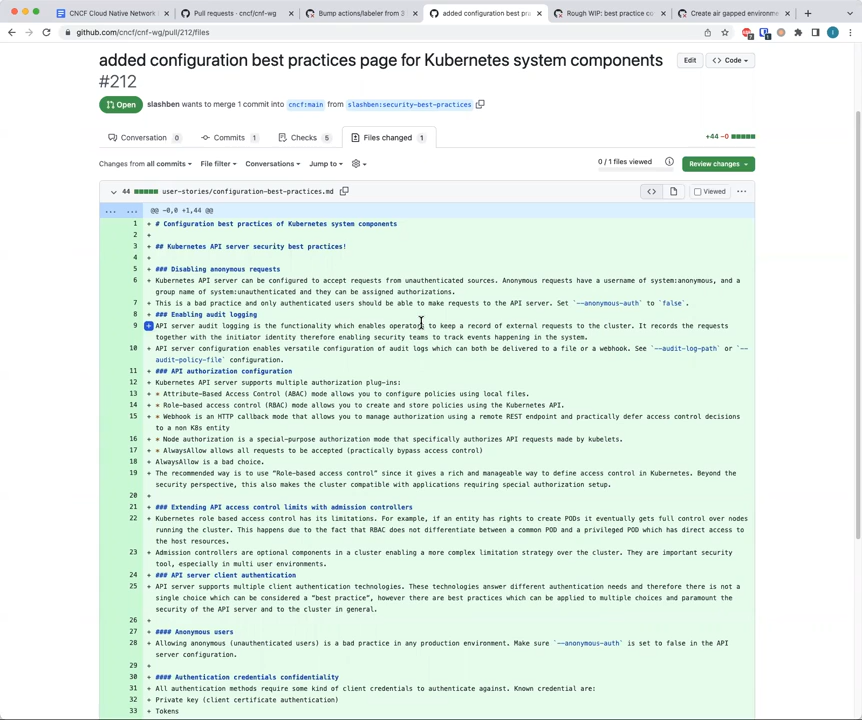 CNCF Cloud Native Network
Pull requests · cncf/cnf-wg
Bump actions/labeler from 3
added configuration best pra
Rough WIP: best practice co
Create air gapped environme
github.com/cncf/cnf-wg/pull/212/files
added configuration best practices page for Kubernetes system components
Edit
<> Code
#212
Open
slashben wants to merge 1 commit into cncf:main from slashben:security-best-practices
Conversation 0
Commits 1
Checks 5
Files changed 1
+44 −0
Changes from all commits
File filter
Conversations
Jump to
0 / 1 files viewed
Review changes
44
user-stories/configuration-best-practices.md
Viewed
...
... ... @@ -0,0 +1,44 @@
1 + # Configuration best practices of Kubernetes system components
2 +
3 + ## Kubernetes API server security best practices!
4 +
5 + ### Disabling anonymous requests
6 + Kubernetes API server can be configured to accept requests from unauthenticated sources. Anonymous requests have a username of system:anonymous, and a
group name of system:unauthenticated and they can be assigned authorizations.
7 + This is a bad practice and only authenticated users should be able to make requests to the API server. Set `--anonymous-auth` to `false`.
8 + ### Enabling audit logging
9 + API server audit logging is the functionality which enables operators to keep a record of external requests to the cluster. It records the requests
together with the initiator identity therefore enabling security teams to track events happening in the system.
10 + API server configuration enables versatile configuration of audit logs which can both be delivered to a file or a webhook. See `--audit-log-path` or `--
audit-policy-file` configuration.
11 + ### API authorization configuration
12 + Kubernetes API server supports multiple authorization plug-ins:
13 + * Attribute-Based Access Control (ABAC) mode allows you to configure policies using local files.
14 + * Role-based access control (RBAC) mode allows you to create and store policies using the Kubernetes API.
15 + * Webhook is an HTTP callback mode that allows you to manage authorization using a remote REST endpoint and practically defer access control decisions
to a non K8s entity
16 + * Node authorization is a special-purpose authorization mode that specifically authorizes API requests made by kubelets.
17 + * AlwaysAllow allows all requests to be accepted (practically bypass access control)
18 + AlwaysAllow is a bad choice.
19 + The recommended way is to use “Role-based access control” since it gives a rich and manageable way to define access control in Kubernetes. Beyond the
security perspective, this also makes the cluster compatible with applications requiring special authorization setup.
20 +
21 + ### Extending API access control limits with admission controllers
22 + Kubernetes role based access control has its limitations. For example, if an entity has rights to create PODs it eventually gets full control over nodes
running the cluster. This happens due to the fact that RBAC does not differentiate between a common POD and a privileged POD which has direct access to
the host resources.
23 + Admission controllers are optional components in a cluster enabling a more complex limitation strategy over the cluster. They are important security
tool, especially in multi user environments.
24 + ### API server client authentication
25 + API server supports multiple client authentication technologies. These technologies answer different authentication needs and therefore there is not a
single choice which can be considered a “best practice”, however there are best practices which can be applied to multiple choices and paramount the
security of the API server and to the cluster in general.
26 +
27 + #### Anonymous users
28 + Allowing anonymous (unauthenticated users) is a bad practice in any production environment. Make sure `--anonymous-auth` is set to false in the API
server configuration.
29 +
30 + #### Authentication credentials confidentiality
31 + All authentication methods require some kind of client credentials to authenticate against. Known credential are:
32 + Private key (client certificate authentication)
33 + Tokens